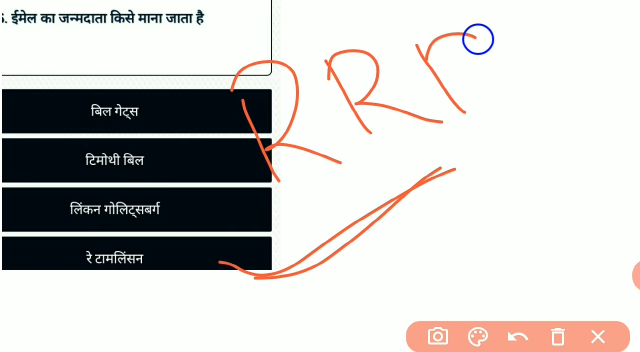 5. ईमेल का जन्मदाता किसे माना जाता है
R R r
बिल गेट्स
टिमोथी बिल
लिंकन गोलिट्सबर्ग
रे टामलिंसन